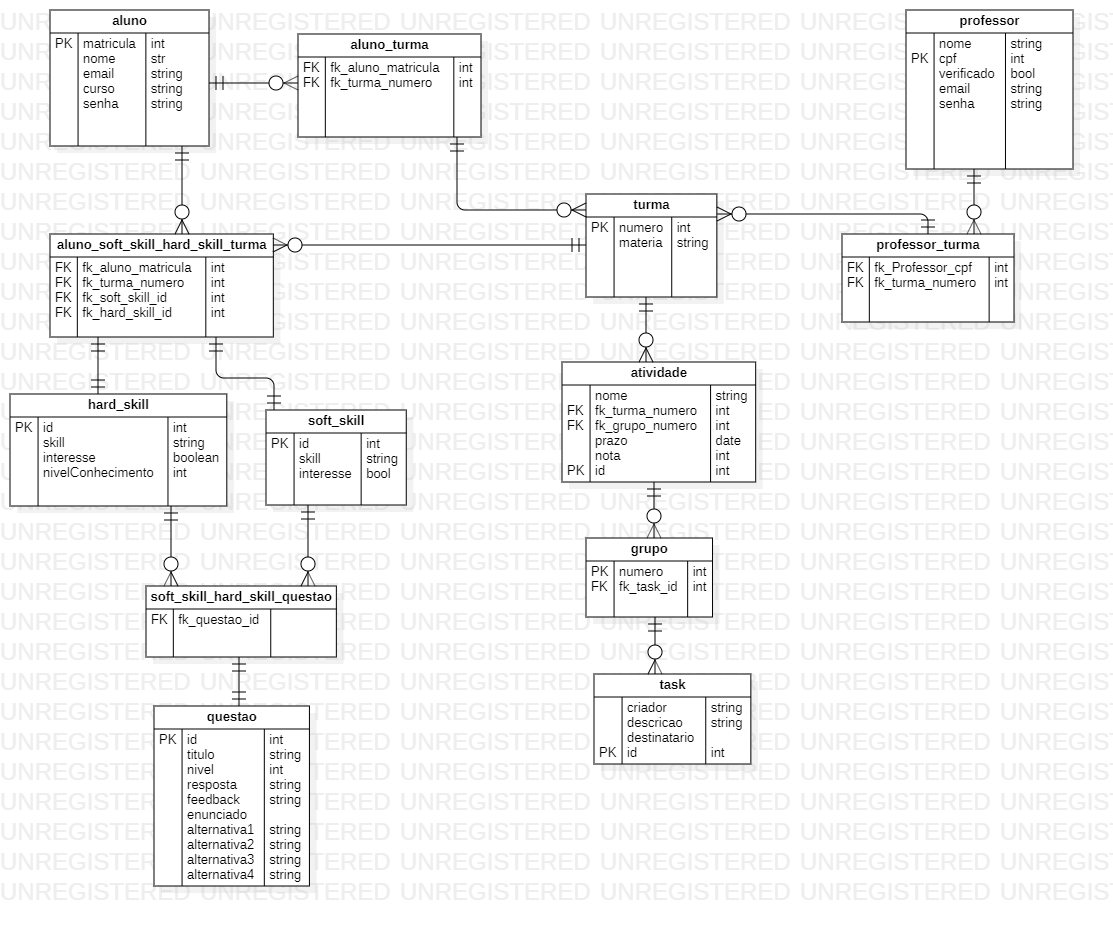 aluno
PK matricula int
nome str
email string
curso string
senha string
aluno_turma
FK fk_aluno_matricula int
FK fk_turma_numero int
professor
nome string
PK cpf int
verificado bool
email string
senha string
turma
PK numero int
materia string
aluno_soft_skill_hard_skill_turma
FK fk_aluno_matricula int
FK fk_turma_numero int
FK fk_soft_skill_id int
FK fk_hard_skill_id int
professor_turma
FK fk_Professor_cpf int
FK fk_turma_numero int
hard_skill
PK id int
skill string
interesse boolean
nivelConhecimento int
soft_skill
PK id int
skill string
interesse bool
atividade
nome string
FK fk_turma_numero int
FK fk_grupo_numero int
prazo date
nota int
PK id int
grupo
PK numero int
FK fk_task_id int
soft_skill_hard_skill_questao
FK fk_questao_id
task
criador string
descricao string
destinatario
PK id int
questao
PK id int
titulo string
nivel int
resposta string
feedback string
enunciado
alternativa1 string
alternativa2 string
alternativa3 string
alternativa4 string
UNREGISTERED